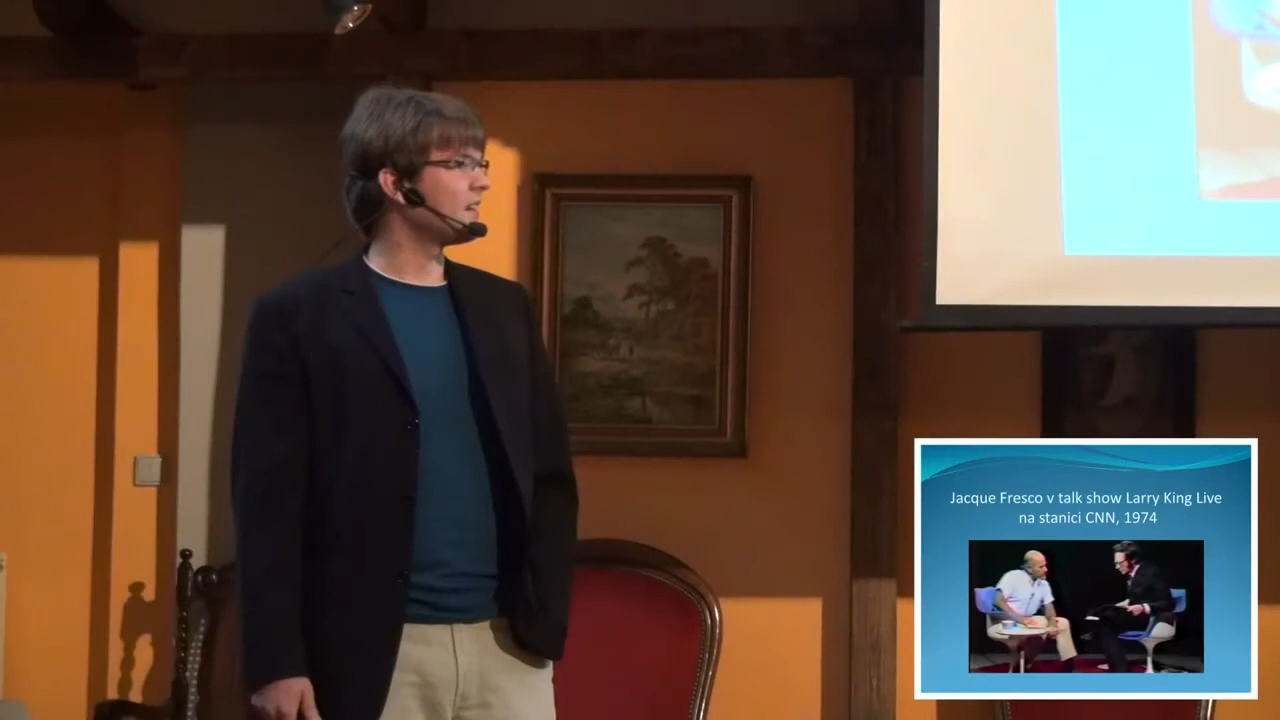 Jacque Fresco v talk show Larry King Live
na stanici CNN, 1974